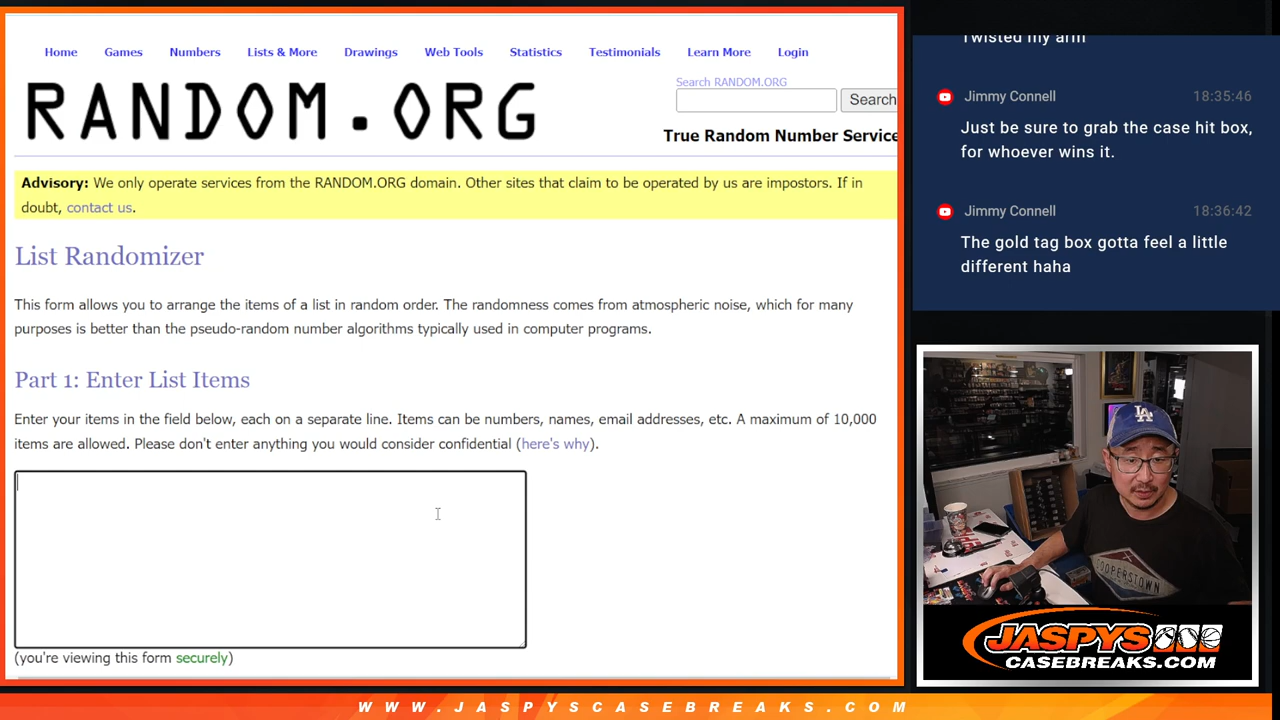 Home Games Numbers Lists & More Drawings Web Tools Statistics Testimonials Learn More Login
RANDOM.ORG
Search RANDOM.ORG
Search
True Random Number Service
Advisory: We only operate services from the RANDOM.ORG domain. Other sites that claim to be operated by us are impostors. If in
doubt, contact us.
List Randomizer
This form allows you to arrange the items of a list in random order. The randomness comes from atmospheric noise, which for many
purposes is better than the pseudo-random number algorithms typically used in computer programs.
Part 1: Enter List Items
Enter your items in the field below, each on a separate line. Items can be numbers, names, email addresses, etc. A maximum of 10,000
items are allowed. Please don't enter anything you would consider confidential (here's why).
(you're viewing this form securely)
Twisted my arm
Jimmy Connell 18:35:46
Just be sure to grab the case hit box,
for whoever wins it.
Jimmy Connell 18:36:42
The gold tag box gotta feel a little
different haha
LA
COOPERSTOWN
JASPYS
CASEBREAKS.COM
WWW.JASPYSCASEBREAKS.COM